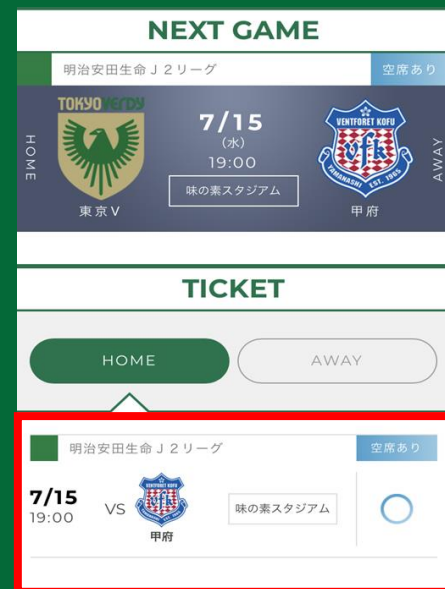 NEXT GAME
明治安田生命J2リーグ
空席あり
HOME
TOKYO VERDY
東京V
7/15
(水)
19:00
味の素スタジアム
VENTFORET KOFU
vfk
YAMANASHI EST. 1965
甲府
AWAY
TICKET
HOME
AWAY
明治安田生命J2リーグ
空席あり
7/15
19:00
VS
VENTFORET KOFU
vfk
甲府
味の素スタジアム